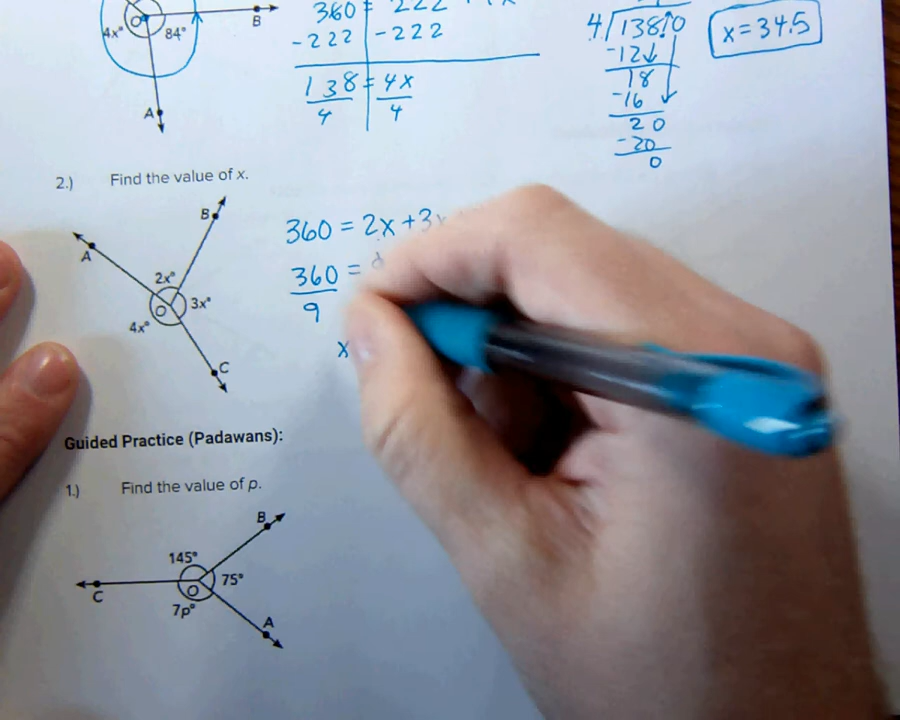 4x° O 84° B
A
360 = 222
-222 -222
138 = 4x
4 4
4 138.0
-12
18
-16
20
-20
0
x=34.5
2.) Find the value of x.
A B
2x°
O 3x°
4x°
C
360 = 2x+3x
360 =
9
x
Guided Practice (Padawans):
1.) Find the value of p.
B
145°
C O 75°
7p°
A